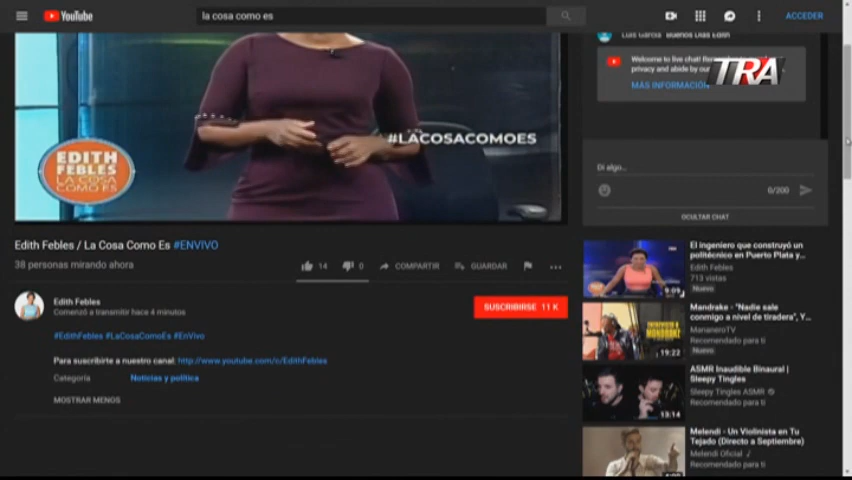 YouTube
la cosa como es
ACCEDER
Luis García Buenos Días Edith
Welcome to live chat!
privacy and abide by our
MÁS INFORMACIÓN
TRA
#LACOSACOMOES
EDITH
FEBLES
LA COSA
COMO ES
Di algo...
0/200
OCULTAR CHAT
Edith Febles / La Cosa Como Es #ENVIVO
38 personas mirando ahora
14
0
COMPARTIR
GUARDAR
Edith Febles
Comenzó a transmitir hace 4 minutos
SUSCRIBIRSE 11 K
#EdithFebles #LaCosaComoEs #EnVivo
Para suscribirte a nuestro canal: http://www.youtube.com/c/EdithFebles
Categoría
Noticias y política
MOSTRAR MENOS
El ingeniero que construyó un
politécnico en Puerto Plata y...
Edith Febles
713 vistas
Nuevo
9:09
Mandrake - "Nadie sale
conmigo a nivel de tiradera", Y...
MananeroTV
Recomendado para ti
Nuevo
MANDRAKE
19:22
ASMR Inaudible Binaural |
Sleepy Tingles
Sleepy Tingles ASMR
Recomendado para ti
13:14
Melendi - Un Violinista en Tu
Tejado (Directo a Septiembre)
Melendi Oficial
Recomendado para ti